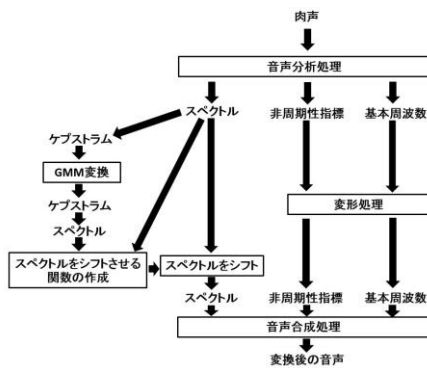 肉声
音声分析処理
スペクトル
非周期性指標
基本周波数
ケプストラム
GMM変換
ケプストラム
スペクトル
変形処理
スペクトルをシフトさせる
関数の作成
スペクトルをシフト
スペクトル
非周期性指標
基本周波数
音声合成処理
変換後の音声